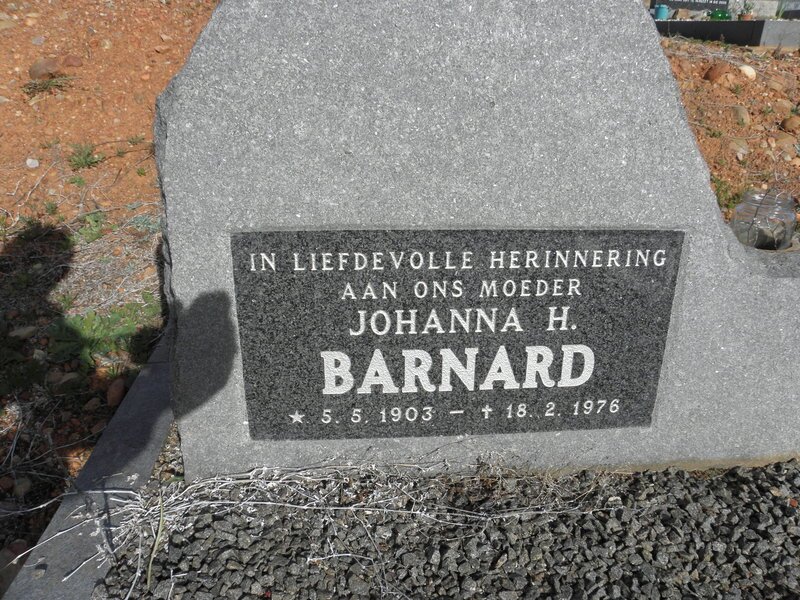 IN LIEFDEVOLLE HERINNERING
AAN ONS MOEDER
JOHANNA H.
BARNARD
★ 5. 5. 1903 – ✝ 18. 2. 1976